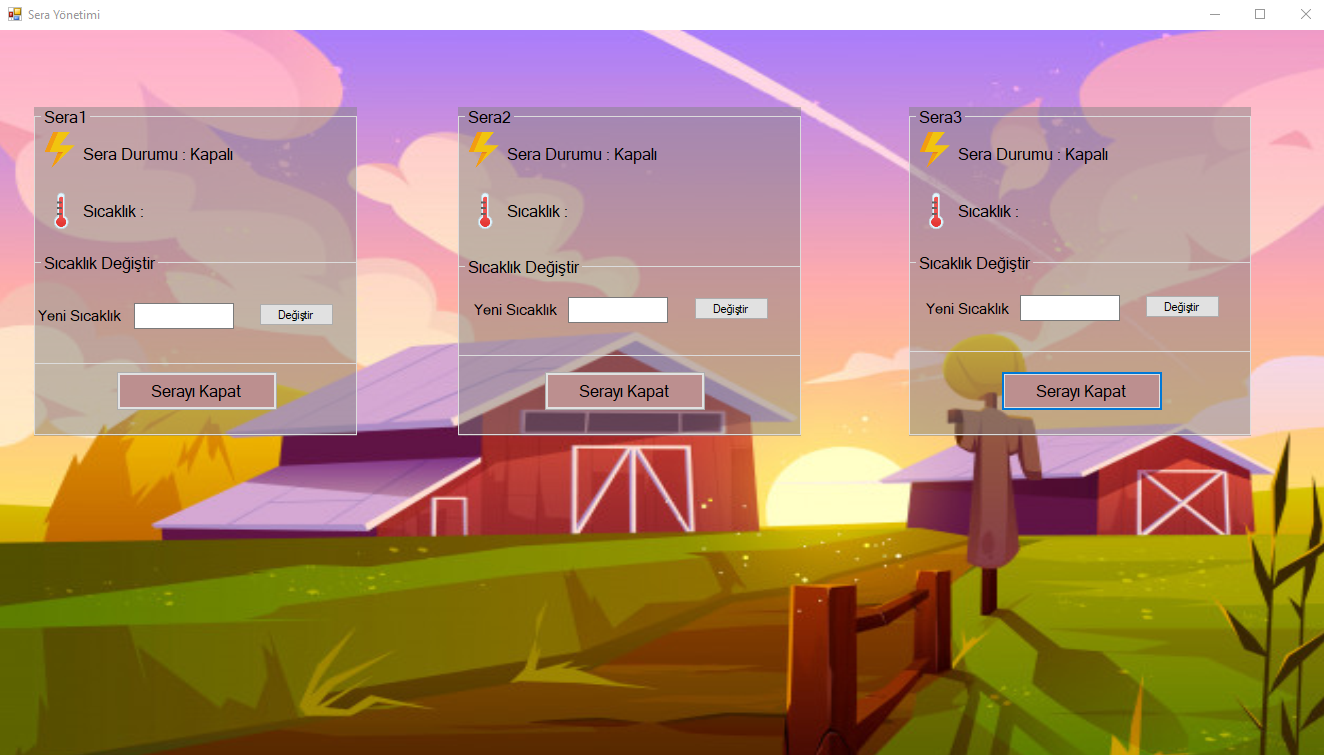 Sera Yönetimi
Sera1
Sera Durumu : Kapalı
Sıcaklık :
Sıcaklık Değiştir
Yeni Sıcaklık
Değiştir
Serayı Kapat
Sera2
Sera Durumu : Kapalı
Sıcaklık :
Sıcaklık Değiştir
Yeni Sıcaklık
Değiştir
Serayı Kapat
Sera3
Sera Durumu : Kapalı
Sıcaklık :
Sıcaklık Değiştir
Yeni Sıcaklık
Değiştir
Serayı Kapat